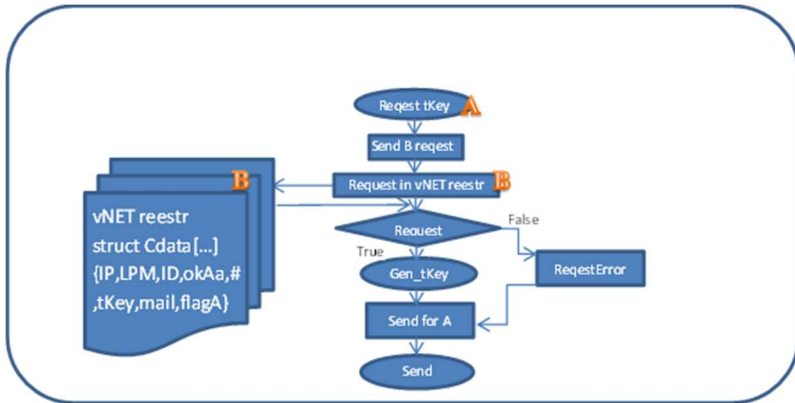 Reqest tKey A
Send B reqest
Request in vNET reestr B
B
vNET reestr
struct Cdata[...]
{IP,LPM,ID,okAa,#
,tKey,mail,flagA}
Request
False
True
Gen_tKey
ReqestError
Send for A
Send